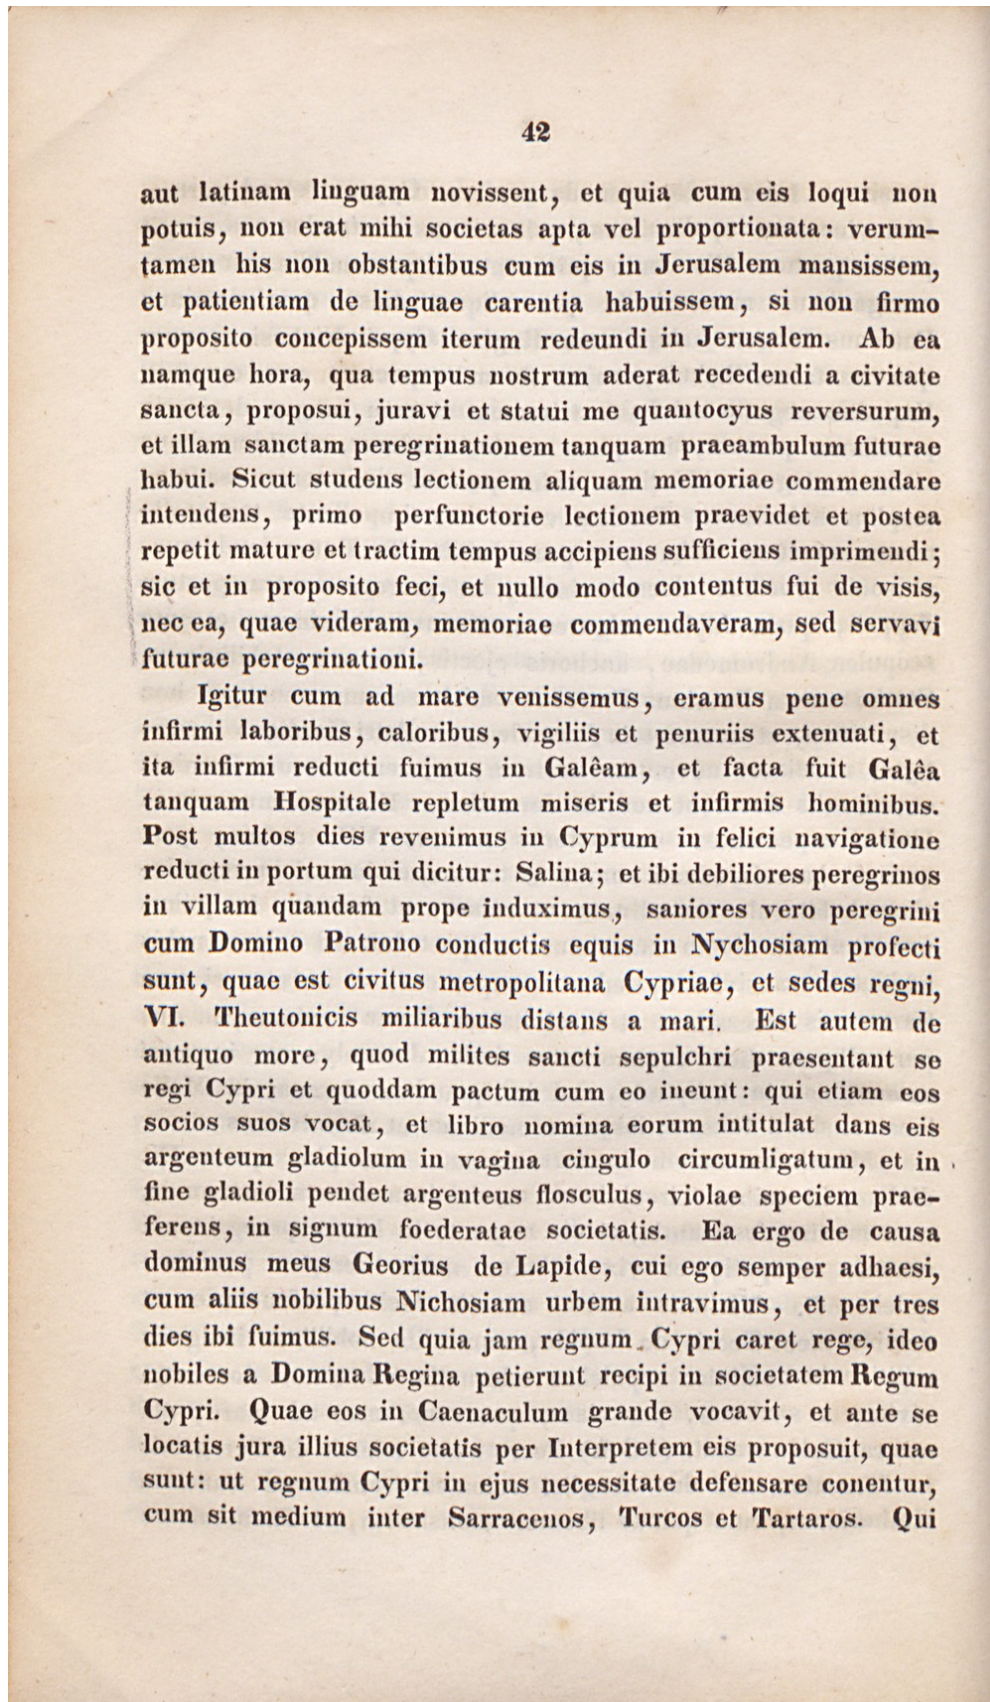 42
aut latinam linguam novissent, et quia cum eis loqui non
potuis, non erat mihi societas apta vel proportionata: verum-
tamen his non obstantibus cum eis in Jerusalem mansissem,
et patientiam de linguae carentia habuissem, si non firmo
proposito concepissem iterum redeundi in Jerusalem. Ab ea
namque hora, qua tempus nostrum aderat recedendi a civitate
sancta, proposui, juravi et statui me quantocyus reversurum,
et illam sanctam peregrinationem tanquam praeambulum futurae
habui. Sicut studens lectionem aliquam memoriae commendare
intendens, primo perfunctorie lectionem praevidet et postea
repetit mature et tractim tempus accipiens sufficiens imprimendi;
sic et in proposito feci, et nullo modo contentus fui de visis,
nec ea, quae videram, memoriae commendaveram, sed servavi
futurae peregrinationi.
Igitur cum ad mare venissemus, eramus pene omnes
infirmi laboribus, caloribus, vigiliis et penuriis extenuati, et
ita infirmi reducti fuimus in Galêam, et facta fuit Galêa
tanquam Hospitale repletum miseris et infirmis hominibus.
Post multos dies revenimus in Cyprum in felici navigatione
reducti in portum qui dicitur: Salina; et ibi debiliores peregrinos
in villam quandam prope induximus, saniores vero peregrini
cum Domino Patrono conductis equis in Nychosiam profecti
sunt, quae est civitus metropolitana Cypriae, et sedes regni,
VI. Theutonicis miliaribus distans a mari. Est autem de
antiquo more, quod milites sancti sepulchri praesentant se
regi Cypri et quoddam pactum cum eo ineunt: qui etiam eos
socios suos vocat, et libro nomina eorum intitulat dans eis
argenteum gladiolum in vagina cingulo circumligatum, et in
fine gladioli pendet argenteus flosculus, violae speciem prae-
ferens, in signum foederatae societatis. Ea ergo de causa
dominus meus Georius de Lapide, cui ego semper adhaesi,
cum aliis nobilibus Nichosiam urbem intravimus, et per tres
dies ibi fuimus. Sed quia jam regnum Cypri caret rege, ideo
nobiles a Domina Regina petierunt recipi in societatem Regum
Cypri. Quae eos in Caenaculum grande vocavit, et ante se
locatis jura illius societatis per Interpretem eis proposuit, quae
sunt: ut regnum Cypri in ejus necessitate defensare conentur,
cum sit medium inter Sarracenos, Turcos et Tartaros. Qui